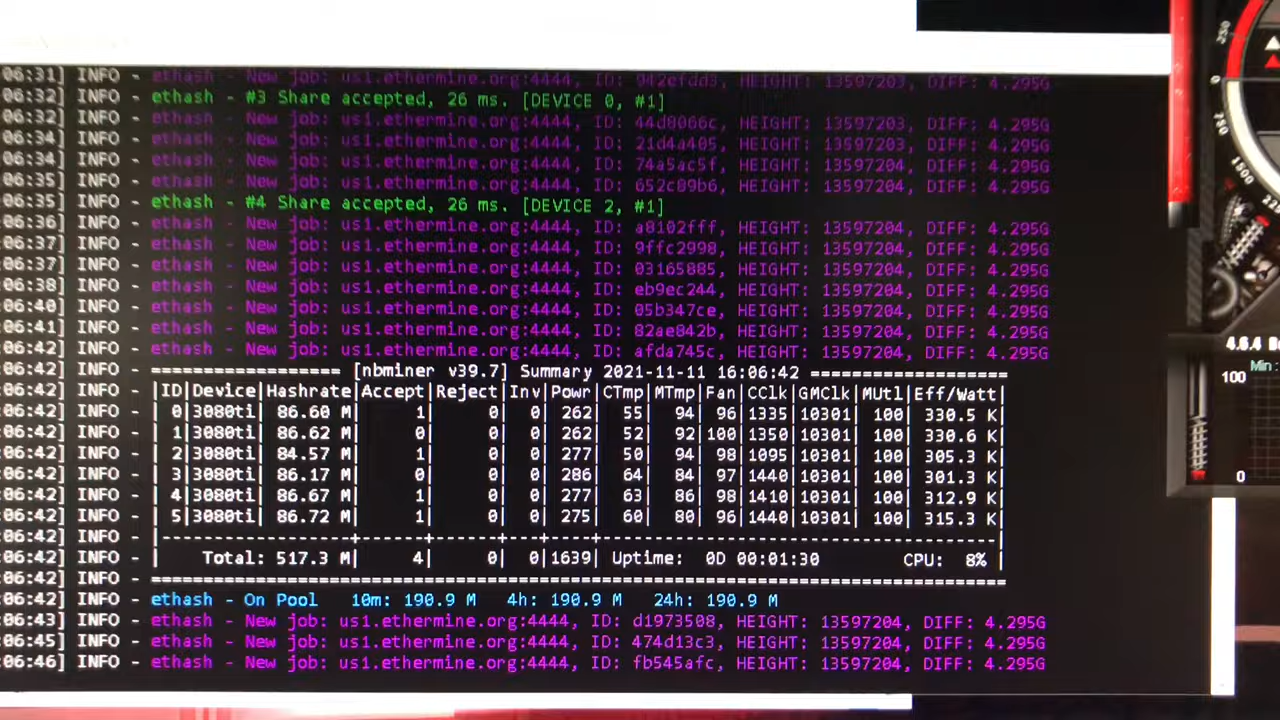 06:31] INFO - ethash - New job: us1.ethermine.org:4444, ID: 942efdd3, HEIGHT: 13597203, DIFF: 4.295G
06:32] INFO - ethash - #3 Share accepted, 26 ms. [DEVICE 0, #1]
06:32] INFO - ethash - New job: us1.ethermine.org:4444, ID: 44d8066c, HEIGHT: 13597203, DIFF: 4.295G
06:34] INFO - ethash - New job: us1.ethermine.org:4444, ID: 21d4a405, HEIGHT: 13597203, DIFF: 4.295G
06:34] INFO - ethash - New job: us1.ethermine.org:4444, ID: 74a5ac5f, HEIGHT: 13597204, DIFF: 4.295G
06:35] INFO - ethash - New job: us1.ethermine.org:4444, ID: 652c89b6, HEIGHT: 13597204, DIFF: 4.295G
06:35] INFO - ethash - #4 Share accepted, 26 ms. [DEVICE 2, #1]
06:36] INFO - ethash - New job: us1.ethermine.org:4444, ID: a8102fff, HEIGHT: 13597204, DIFF: 4.295G
06:37] INFO - ethash - New job: us1.ethermine.org:4444, ID: 9ffc2998, HEIGHT: 13597204, DIFF: 4.295G
06:37] INFO - ethash - New job: us1.ethermine.org:4444, ID: 03165885, HEIGHT: 13597204, DIFF: 4.295G
06:38] INFO - ethash - New job: us1.ethermine.org:4444, ID: eb9ec244, HEIGHT: 13597204, DIFF: 4.295G
06:40] INFO - ethash - New job: us1.ethermine.org:4444, ID: 05b347ce, HEIGHT: 13597204, DIFF: 4.295G
06:41] INFO - ethash - New job: us1.ethermine.org:4444, ID: 82ae842b, HEIGHT: 13597204, DIFF: 4.295G
06:42] INFO - ethash - New job: us1.ethermine.org:4444, ID: afda745c, HEIGHT: 13597204, DIFF: 4.295G
06:42] INFO - ================== [nbminer v39.7] Summary 2021-11-11 16:06:42 ===================
06:42] INFO - |ID|Device|Hashrate|Accept|Reject|Inv|Powr|CTmp|MTmp|Fan|CClk|GMClk|MUtl|Eff/Watt|
06:42] INFO - | 0|3080ti| 86.60 M| 1| 0| 0| 262| 55| 94| 96|1335|10301| 100| 330.5 K|
06:42] INFO - | 1|3080ti| 86.62 M| 0| 0| 0| 262| 52| 92|100|1350|10301| 100| 330.6 K|
06:42] INFO - | 2|3080ti| 84.57 M| 1| 0| 0| 277| 50| 94| 98|1095|10301| 100| 305.3 K|
06:42] INFO - | 3|3080ti| 86.17 M| 0| 0| 0| 286| 64| 84| 97|1440|10301| 100| 301.3 K|
06:42] INFO - | 4|3080ti| 86.67 M| 1| 0| 0| 277| 63| 86| 98|1410|10301| 100| 312.9 K|
06:42] INFO - | 5|3080ti| 86.72 M| 1| 0| 0| 275| 60| 80| 96|1440|10301| 100| 315.3 K|
06:42] INFO - |------------------+------+------+---+----+--------------------------------------|
06:42] INFO - | Total: 517.3 M| 4| 0| 0|1639| Uptime: 0D 00:01:30 CPU: 8% |
06:42] INFO - ==================================================================================
06:42] INFO - ethash - On Pool 10m: 190.9 M 4h: 190.9 M 24h: 190.9 M
06:43] INFO - ethash - New job: us1.ethermine.org:4444, ID: d1973508, HEIGHT: 13597204, DIFF: 4.295G
06:45] INFO - ethash - New job: us1.ethermine.org:4444, ID: 474d13c3, HEIGHT: 13597204, DIFF: 4.295G
06:46] INFO - ethash - New job: us1.ethermine.org:4444, ID: fb545afc, HEIGHT: 13597204, DIFF: 4.295G
250
0
750
1500
4.6.4
Min :
100
0